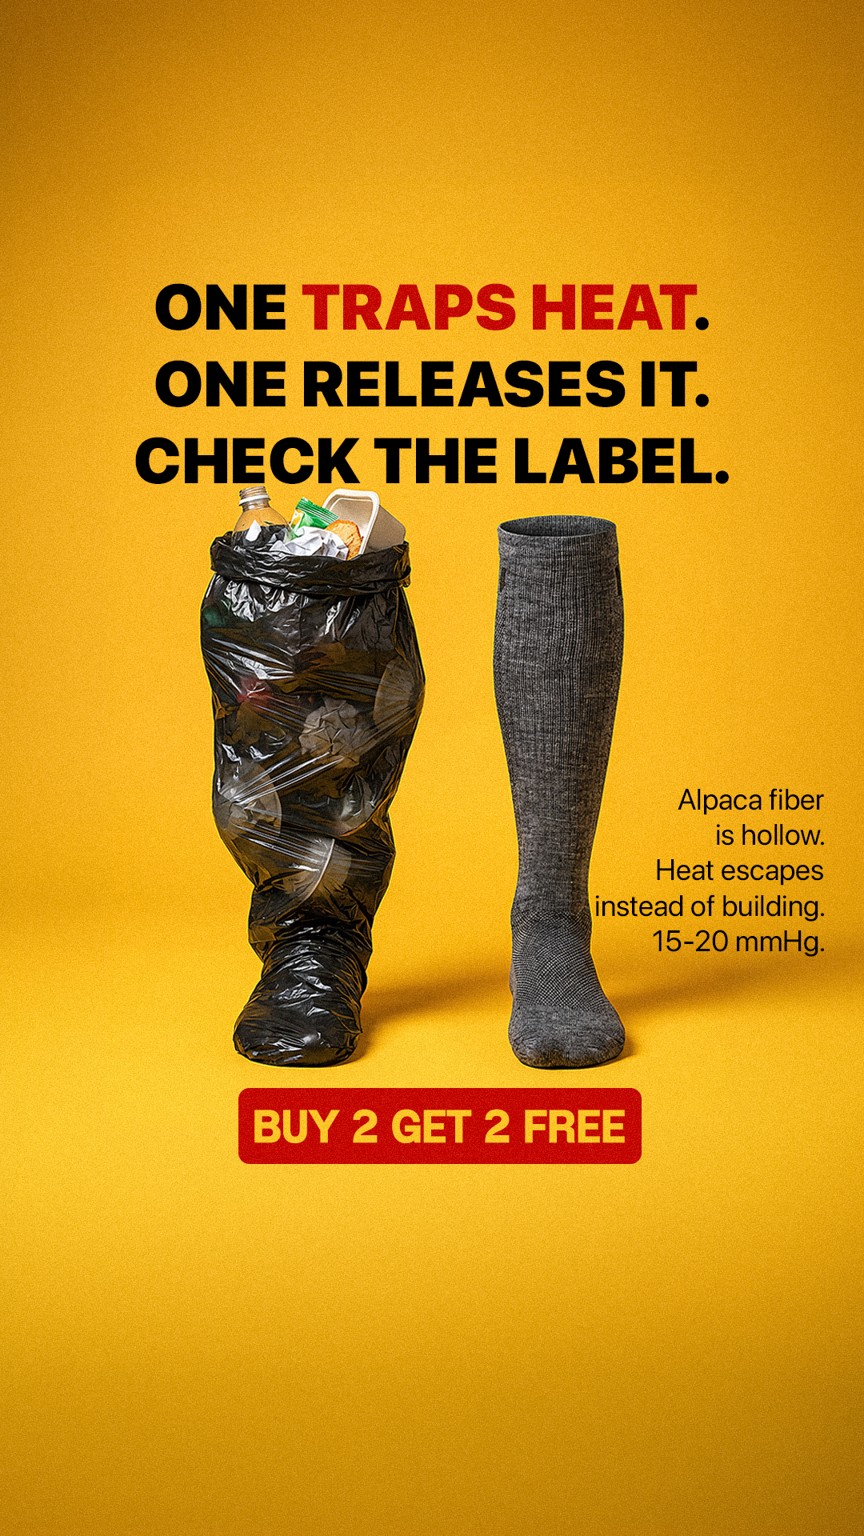 ONE TRAPS HEAT.
ONE RELEASES IT.
CHECK THE LABEL.
Alpaca fiber
is hollow.
Heat escapes
instead of building.
15-20 mmHg.
BUY 2 GET 2 FREE